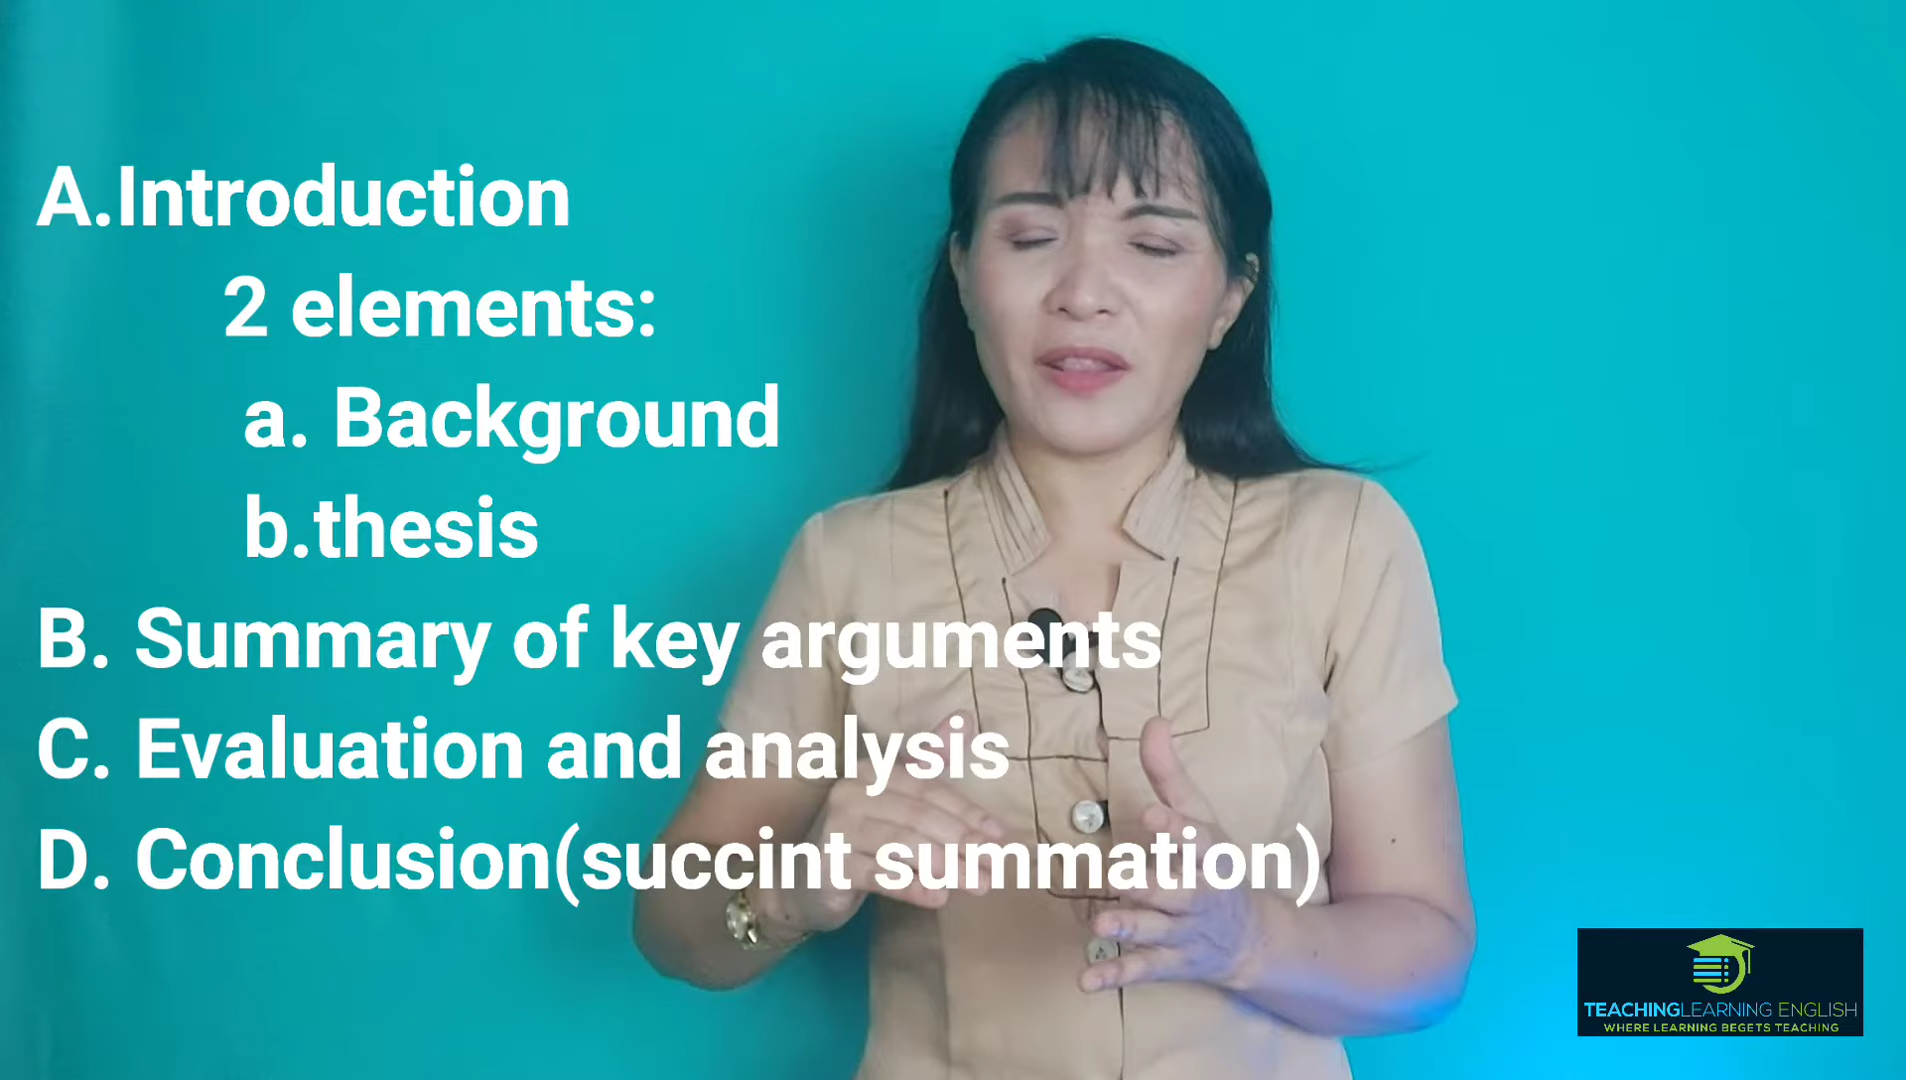 A.Introduction
2 elements:
a. Background
b.thesis
B. Summary of key arguments
C. Evaluation and analysis
D. Conclusion(succint summation)
TEACHINGLEARNING ENGLISH
WHERE LEARNING BEGETS TEACHING